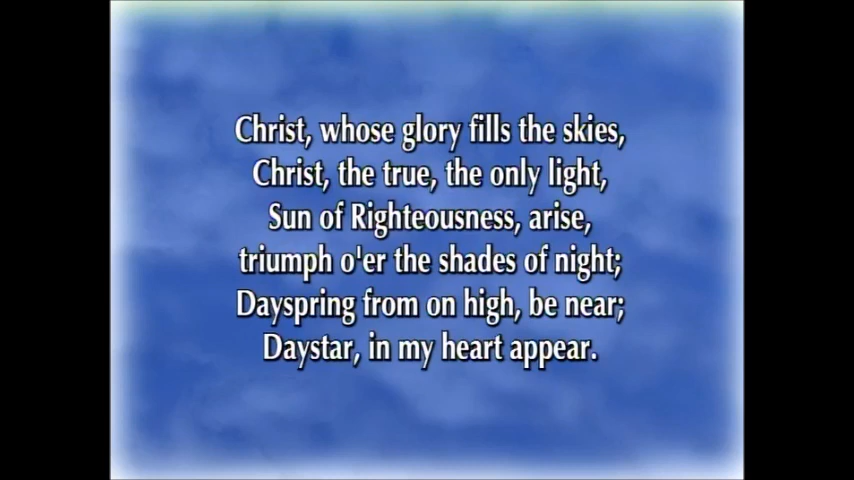 Christ, whose glory fills the skies,
Christ, the true, the only light,
Sun of Righteousness, arise,
triumph o'er the shades of night;
Dayspring from on high, be near;
Daystar, in my heart appear.